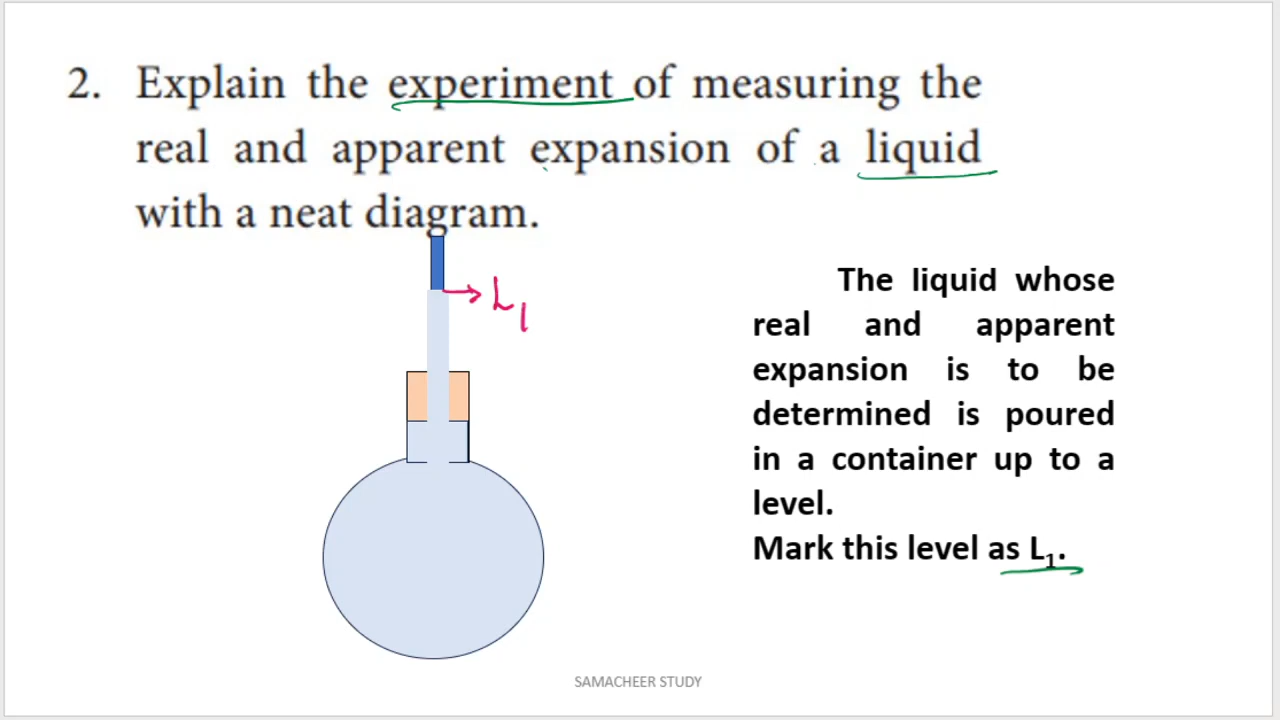 2. Explain the experiment of measuring the
real and apparent expansion of a liquid
with a neat diagram.
L1
The liquid whose
real and apparent
expansion is to be
determined is poured
in a container up to a
level.
Mark this level as L₁.
SAMACHEER STUDY